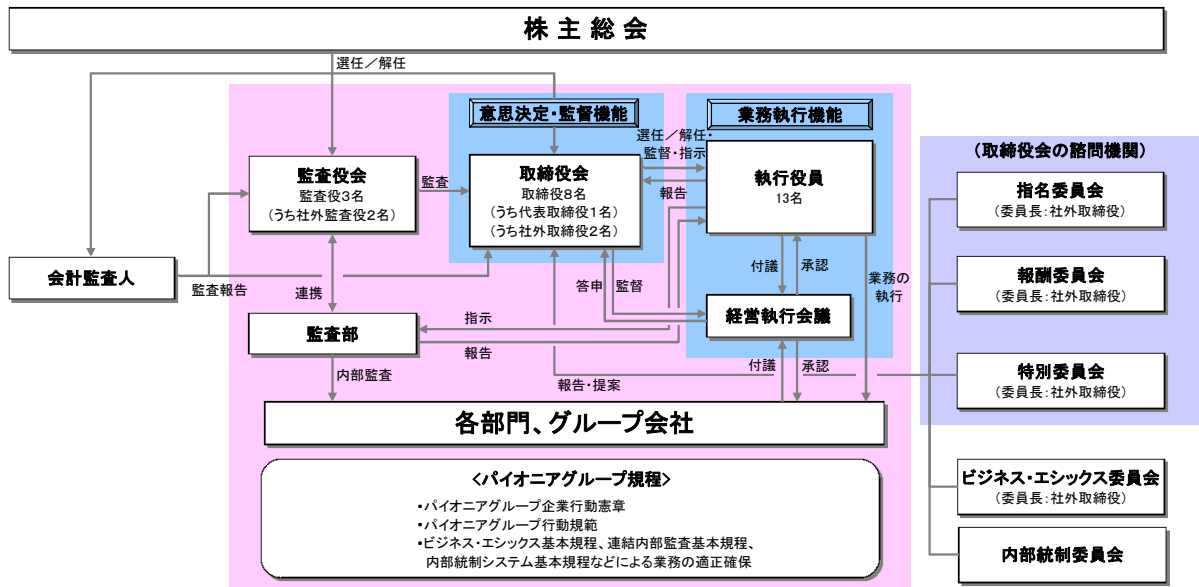 株主総会
選任／解任
意思決定・監督機能
業務執行機能
選任／解任・
監督・指示
(取締役会の諮問機関)
監査役会
監査役3名
(うち社外監査役2名)
監査
取締役会
取締役8名
(うち代表取締役1名)
(うち社外取締役2名)
報告
執行役員
13名
指名委員会
(委員長:社外取締役)
会計監査人
監査報告
連携
答申
監督
付議
承認
業務の
執行
報酬委員会
(委員長:社外取締役)
監査部
指示
報告
経営執行会議
内部監査
報告・提案
付議
承認
特別委員会
(委員長:社外取締役)
各部門、グループ会社
<パイオニアグループ規程>
・パイオニアグループ企業行動憲章
・パイオニアグループ行動規範
・ビジネス・エシックス基本規程、連結内部監査基本規程、
内部統制システム基本規程などによる業務の適正確保
ビジネス・エシックス委員会
(委員長:社外取締役)
内部統制委員会